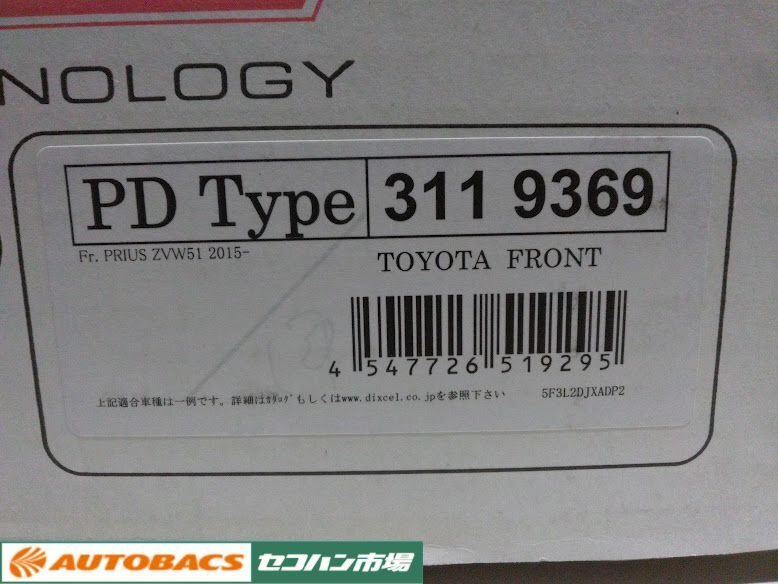 NOLOGY
PD Type 311 9369
Fr. PRIUS ZVW51 2015-
TOYOTA FRONT
4 547726 519295
上記適合車種は一例です。詳細はｶﾀﾛｸﾞもしくはwww.dixcel.co.jpを参照下さい
5F3L2DJXADP2
AUTOBACS セコハン市場